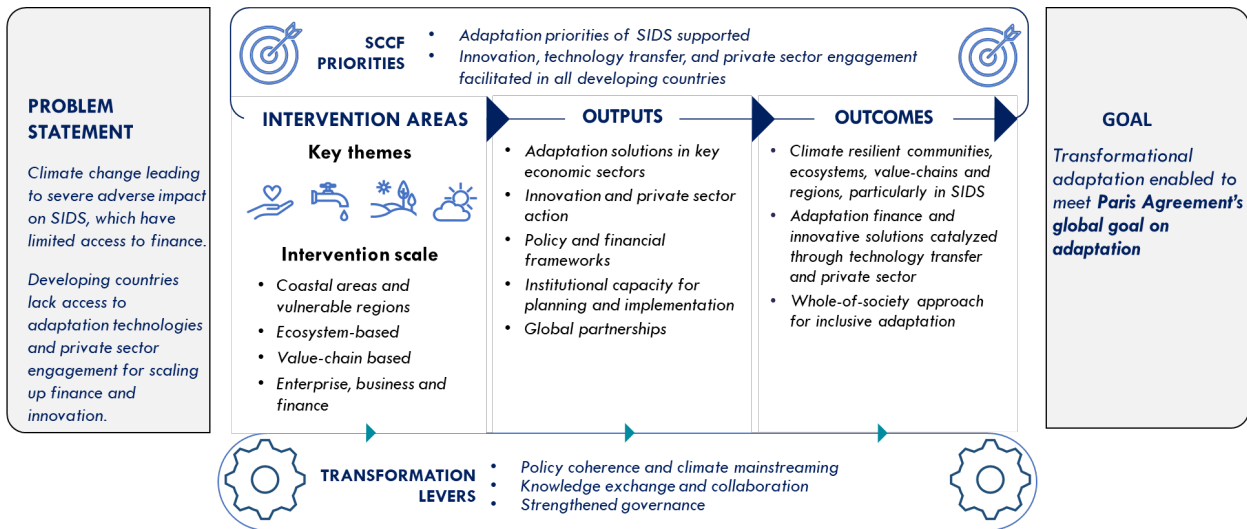 PROBLEM
STATEMENT
Climate change leading
to severe adverse impact
on SIDS, which have
limited access to finance.
Developing countries
lack access to
adaptation technologies
and private sector
engagement for scaling
up finance and
innovation.
SCCF
PRIORITIES
• Adaptation priorities of SIDS supported
• Innovation, technology transfer, and private sector engagement
facilitated in all developing countries
INTERVENTION AREAS
Key themes
Intervention scale
• Coastal areas and
vulnerable regions
• Ecosystem-based
• Value-chain based
• Enterprise, business and
finance
OUTPUTS
• Adaptation solutions in key
economic sectors
• Innovation and private sector
action
• Policy and financial
frameworks
• Institutional capacity for
planning and implementation
• Global partnerships
OUTCOMES
• Climate resilient communities,
ecosystems, value-chains and
regions, particularly in SIDS
• Adaptation finance and
innovative solutions catalyzed
through technology transfer
and private sector
• Whole-of-society approach
for inclusive adaptation
TRANSFORMATION
LEVERS
• Policy coherence and climate mainstreaming
• Knowledge exchange and collaboration
• Strengthened governance
GOAL
Transformational
adaptation enabled to
meet Paris Agreement's
global goal on
adaptation